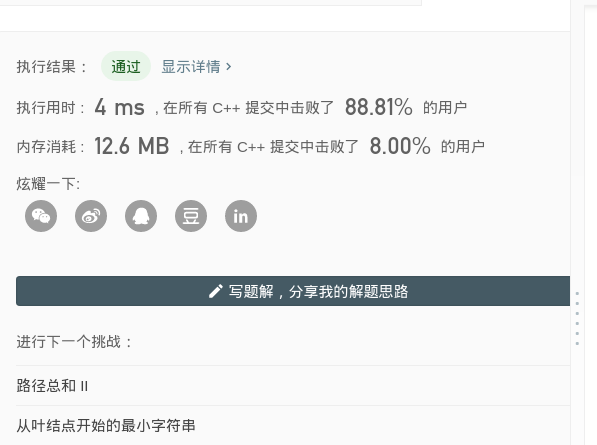 执行结果： 通过 显示详情 >
执行用时 : 4 ms , 在所有 C++ 提交中击败了 88.81% 的用户
内存消耗 : 12.6 MB , 在所有 C++ 提交中击败了 8.00% 的用户
炫耀一下:
豆 in
写题解，分享我的解题思路
进行下一个挑战：
路径总和 II
从叶结点开始的最小字符串